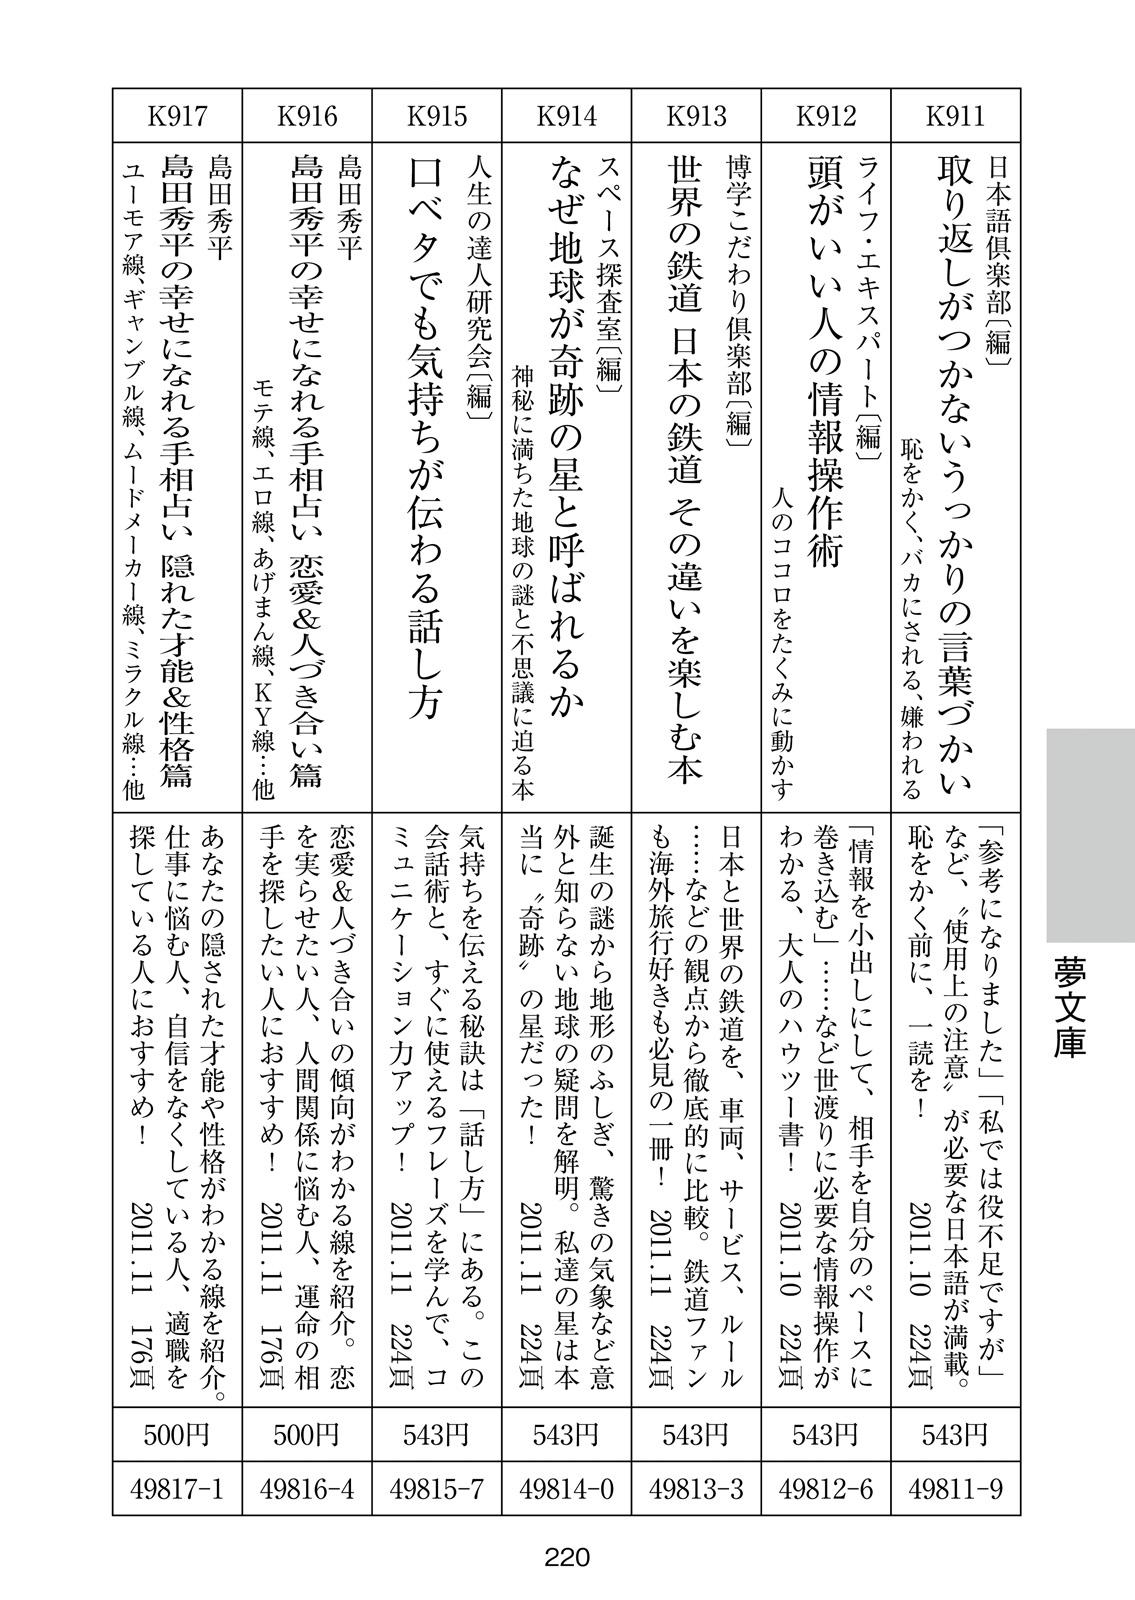 K911
日本語俱楽部〔編〕
取り返しがつかないうっかりの言葉づかい
恥をかく、バカにされる、嫌われる
「参考になりました」「私では役不足ですが」
など、〝使用上の注意〟が必要な日本語が満載。
恥をかく前に、一読を！ 2011.10 224頁
543円
49811-9
K912
ライフ・エキスパート〔編〕
頭がいい人の情報操作術
人のココロをたくみに動かす
「情報を小出しにして、相手を自分のペースに
巻き込む」……など世渡りに必要な情報操作が
わかる、大人のハウツー書！ 2011.10 224頁
543円
49812-6
K913
博学こだわり倶楽部〔編〕
世界の鉄道 日本の鉄道 その違いを楽しむ本
日本と世界の鉄道を、車両、サービス、ルール
……などの観点から徹底的に比較。鉄道ファン
も海外旅行好きも必見の一冊！ 2011.11 224頁
543円
49813-3
K914
スペース探査室〔編〕
なぜ地球が奇跡の星と呼ばれるか
神秘に満ちた地球の謎と不思議に迫る本
誕生の謎から地形のふしぎ、驚きの気象など意
外と知らない地球の疑問を解明。私達の星は本
当に〝奇跡〟の星だった！ 2011.11 224頁
543円
49814-0
K915
人生の達人研究会〔編〕
口ベタでも気持ちが伝わる話し方
気持ちを伝える秘訣は「話し方」にある。この
会話術と、すぐに使えるフレーズを学んで、コ
ミュニケーション力アップ！ 2011.11 224頁
543円
49815-7
K916
島田秀平
島田秀平の幸せになれる手相占い 恋愛＆人づき合い篇
モテ線、エロ線、あげまん線、KY線…他
恋愛＆人づき合いの傾向がわかる線を紹介。恋
を実らせたい人、人間関係に悩む人、運命の相
手を探したい人におすすめ！ 2011.11 176頁
500円
49816-4
K917
島田秀平
島田秀平の幸せになれる手相占い 隠れた才能＆性格篇
ユーモア線、ギャンブル線、ムードメーカー線、ミラクル線…他
あなたの隠された才能や性格がわかる線を紹介。
仕事に悩む人、自信をなくしている人、適職を
探している人におすすめ！ 2011.11 176頁
500円
49817-1
夢文庫
220